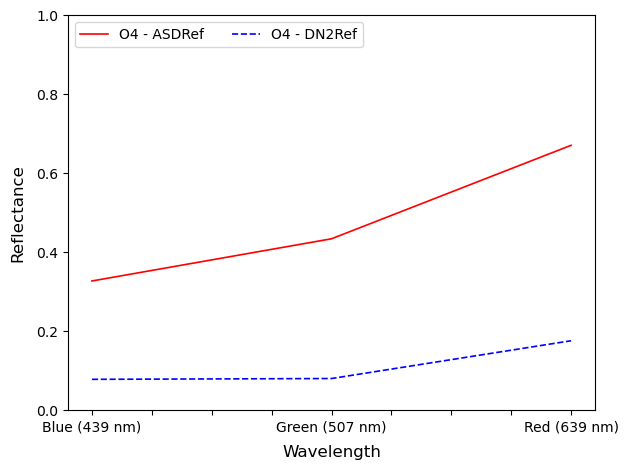 1.0
O4 - ASDRef O4 - DN2Ref
0.8
0.6
Reflectance
0.4
0.2
0.0
Blue (439 nm) Green (507 nm) Red (639 nm)
Wavelength